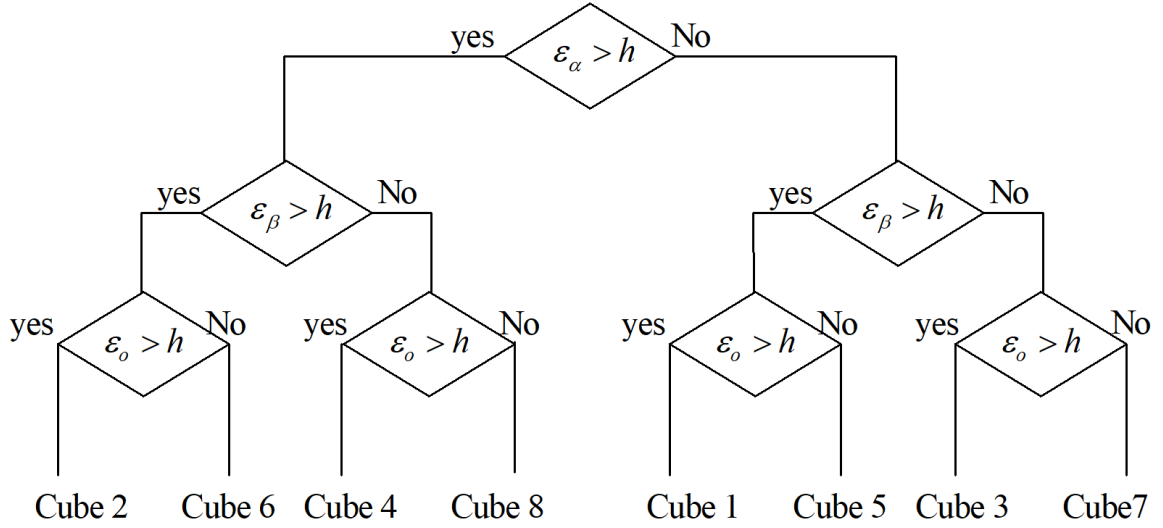 yes No
ε_α > h
yes No yes No
ε_β > h ε_β > h
yes No yes No yes No yes No
ε_o > h ε_o > h ε_o > h ε_o > h
Cube 2 Cube 6 Cube 4 Cube 8 Cube 1 Cube 5 Cube 3 Cube7